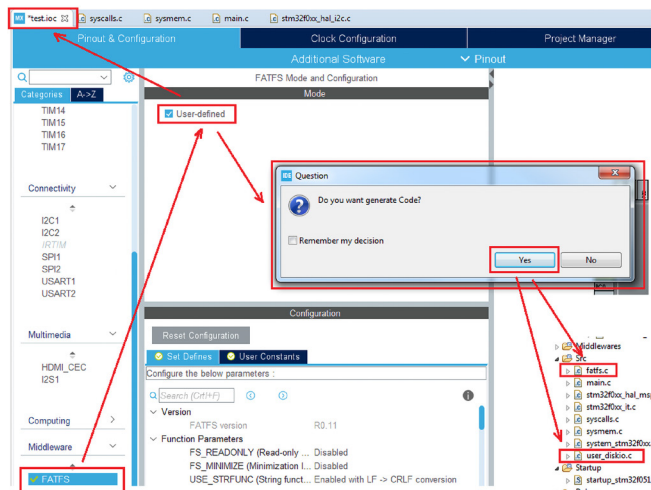 *test.ioc
syscalls.c
sysmem.c
main.c
stm32f0xx_hal_i2c.c
Pinout & Configuration
Clock Configuration
Project Manager
Additional Software
Pinout
FATFS Mode and Configuration
Categories
A->Z
Mode
TIM14
TIM15
TIM16
TIM17
User-defined
Question
Do you want generate Code?
Remember my decision
Yes
No
Connectivity
I2C1
I2C2
IRTIM
SPI1
SPI2
USART1
USART2
Multimedia
HDMI_CEC
I2S1
Computing
Middleware
FATFS
Configuration
Reset Configuration
Set Defines
User Constants
Configure the below parameters :
Search (Crtl+F)
Version
FATFS version
R0.11
Function Parameters
FS_READONLY (Read-only ...
Disabled
FS_MINIMIZE (Minimization l...
Disabled
USE_STRFUNC (String funct...
Enabled with LF -> CRLF conversion
Middlewares
Src
fatfs.c
main.c
stm32f0xx_hal_msp
stm32f0xx_it.c
syscalls.c
sysmem.c
system_stm32f0xx
user_diskio.c
Startup
startup_stm32f051